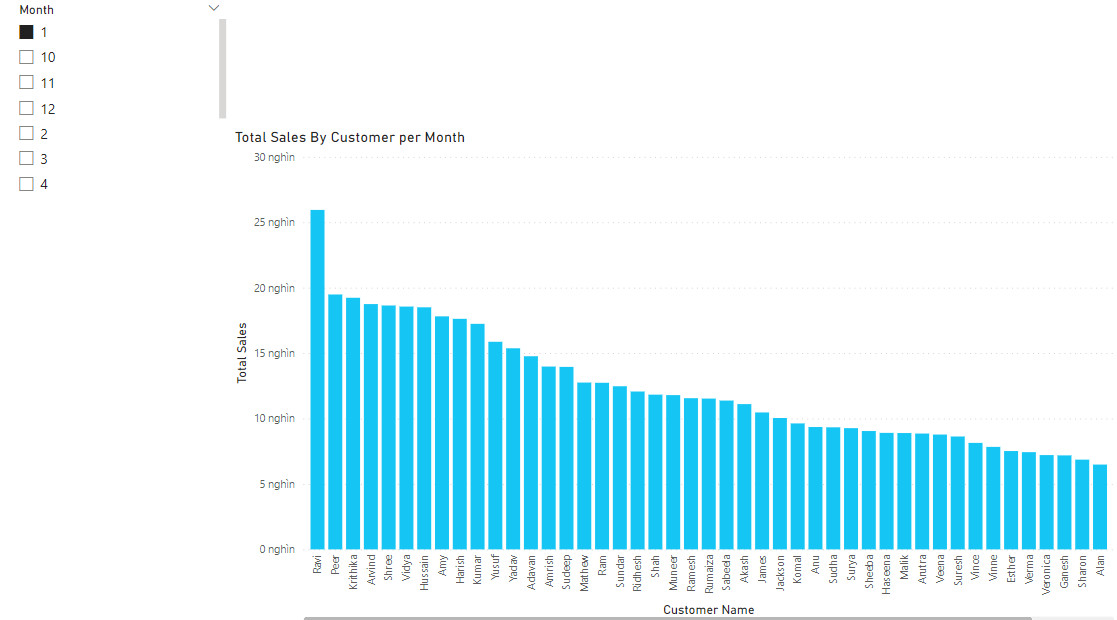 Month
1
10
11
12
2
3
4
Total Sales By Customer per Month
30 nghìn
25 nghìn
20 nghìn
15 nghìn
10 nghìn
5 nghìn
0 nghìn
Total Sales
Ravi
Peer
Krithika
Arvind
Shree
Vidya
Hussain
Amy
Harish
Kumar
Yusuf
Yadav
Adavan
Amrish
Sudeep
Mathew
Ram
Sundar
Ridhesh
Shah
Muneer
Ramesh
Rumaiza
Sabeela
Akash
James
Jackson
Komal
Anu
Sudha
Surya
Sheeba
Haseena
Malik
Arutra
Veena
Suresh
Vince
Vinne
Esther
Verma
Veronica
Ganesh
Sharon
Alan
Customer Name